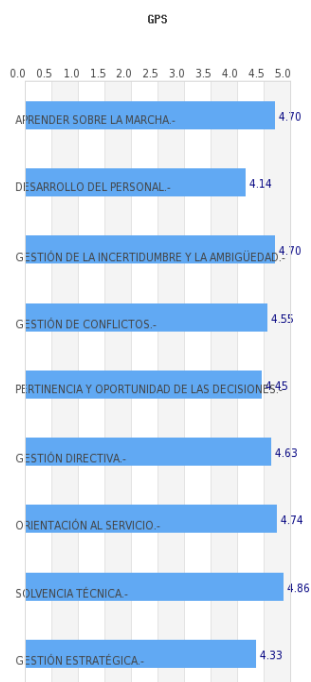 GPS
0.0 0.5 1.0 1.5 2.0 2.5 3.0 3.5 4.0 4.5 5.0
APRENDER SOBRE LA MARCHA.- 4.70
DESARROLLO DEL PERSONAL.- 4.14
GESTIÓN DE LA INCERTIDUMBRE Y LA AMBIGÜEDAD.- 4.70
GESTIÓN DE CONFLICTOS.- 4.55
PERTINENCIA Y OPORTUNIDAD DE LAS DECISIONES.- 4.45
GESTIÓN DIRECTIVA.- 4.63
ORIENTACIÓN AL SERVICIO.- 4.74
SOLVENCIA TÉCNICA.- 4.86
GESTIÓN ESTRATÉGICA.- 4.33